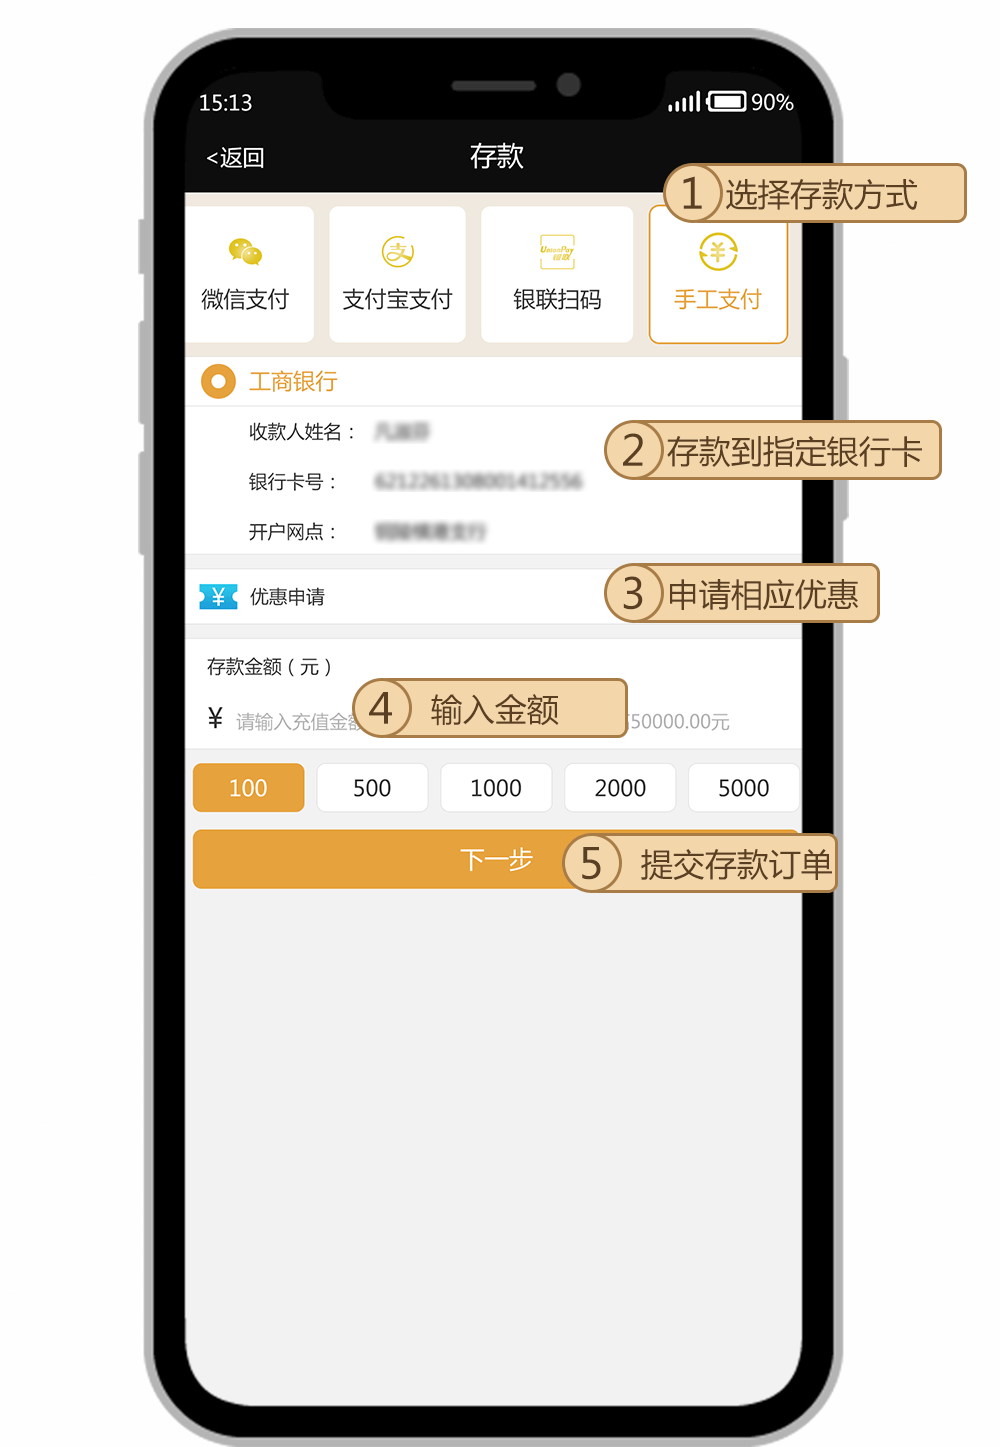 15:13
90%
<返回
存款
1 选择存款方式
微信支付
支付宝支付
UnionPay
银联
银联扫码
手工支付
工商银行
收款人姓名：
2 存款到指定银行卡
银行卡号：
开户网点：
¥ 优惠申请
3 申请相应优惠
存款金额（元）
¥ 请输入充值金额
50000.00元
4 输入金额
100 500 1000 2000 5000
下一步
5 提交存款订单